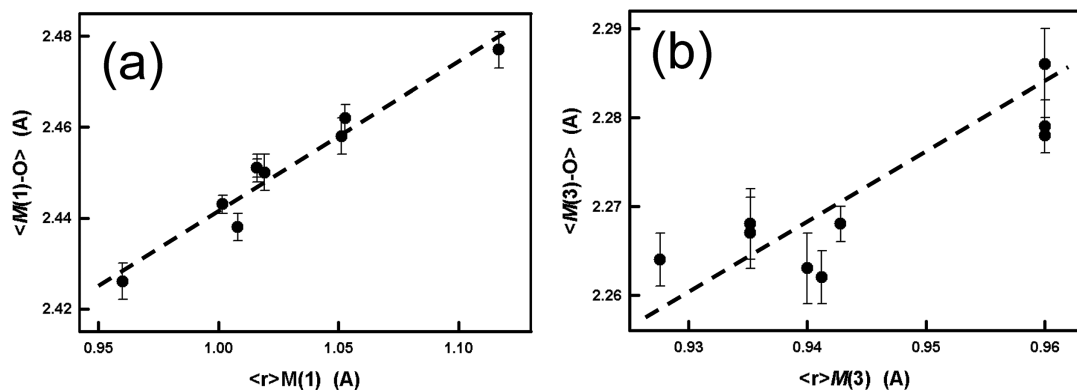 (a)
2.48
2.46
2.44
2.42
<M(1)-O> (A)
0.95 1.00 1.05 1.10
<r>M(1) (A)
(b)
2.29
2.28
2.27
2.26
<M(3)-O> (A)
0.93 0.94 0.95 0.96
<r>M(3) (A)